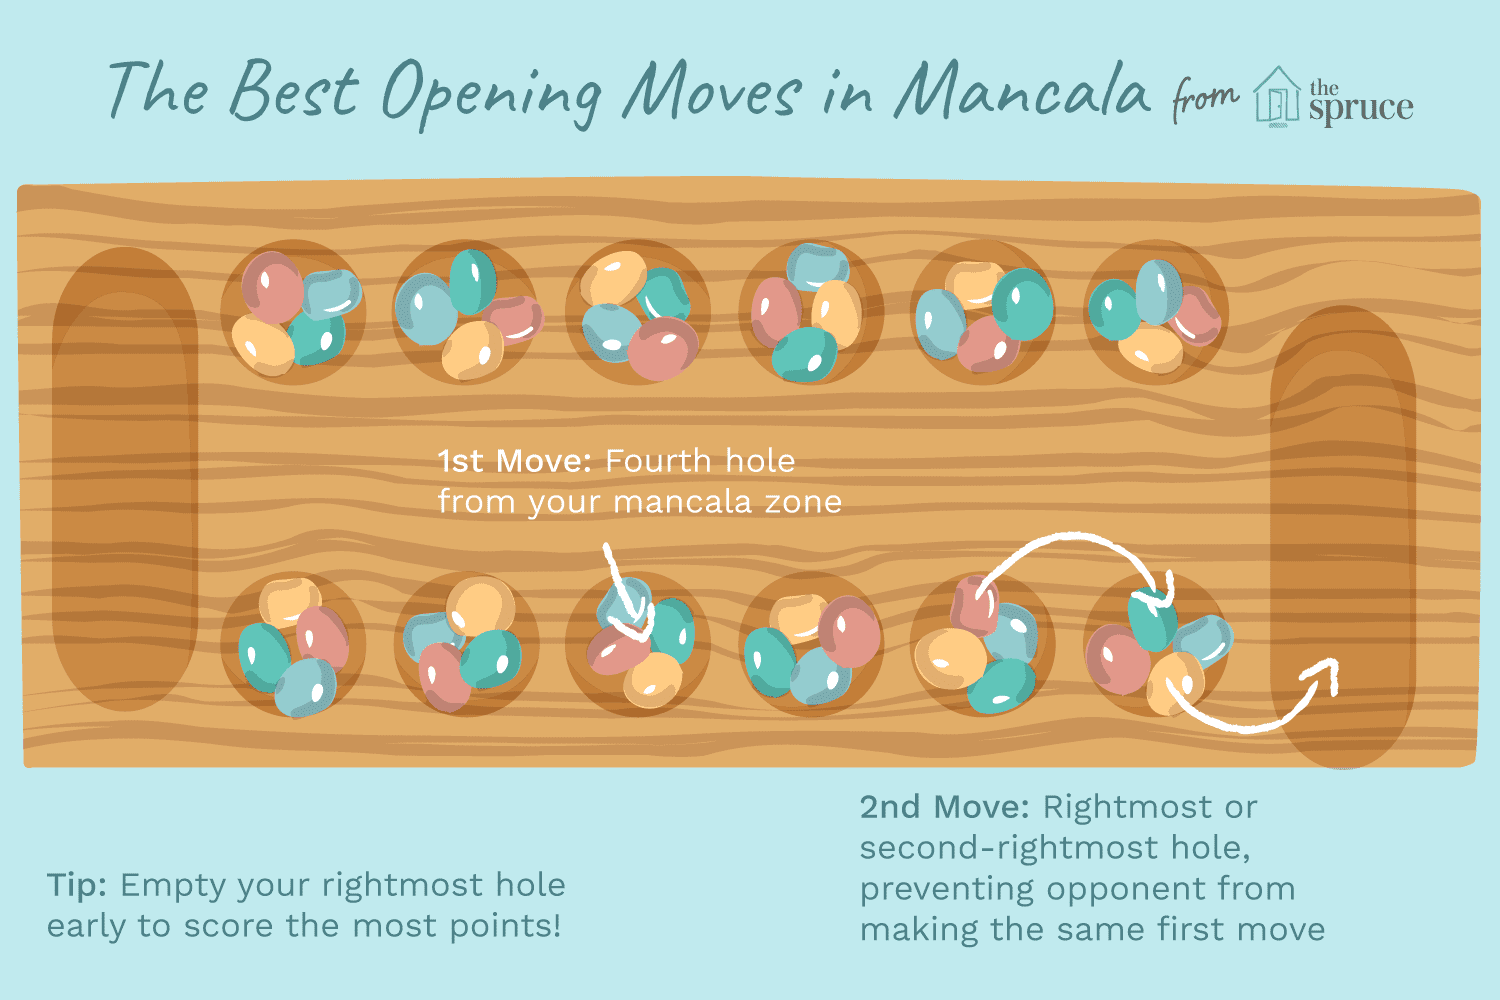 The Best Opening Moves in Mancala from the spruce
1st Move: Fourth hole
from your mancala zone
2nd Move: Rightmost or
second-rightmost hole,
preventing opponent from
making the same first move
Tip: Empty your rightmost hole
early to score the most points!